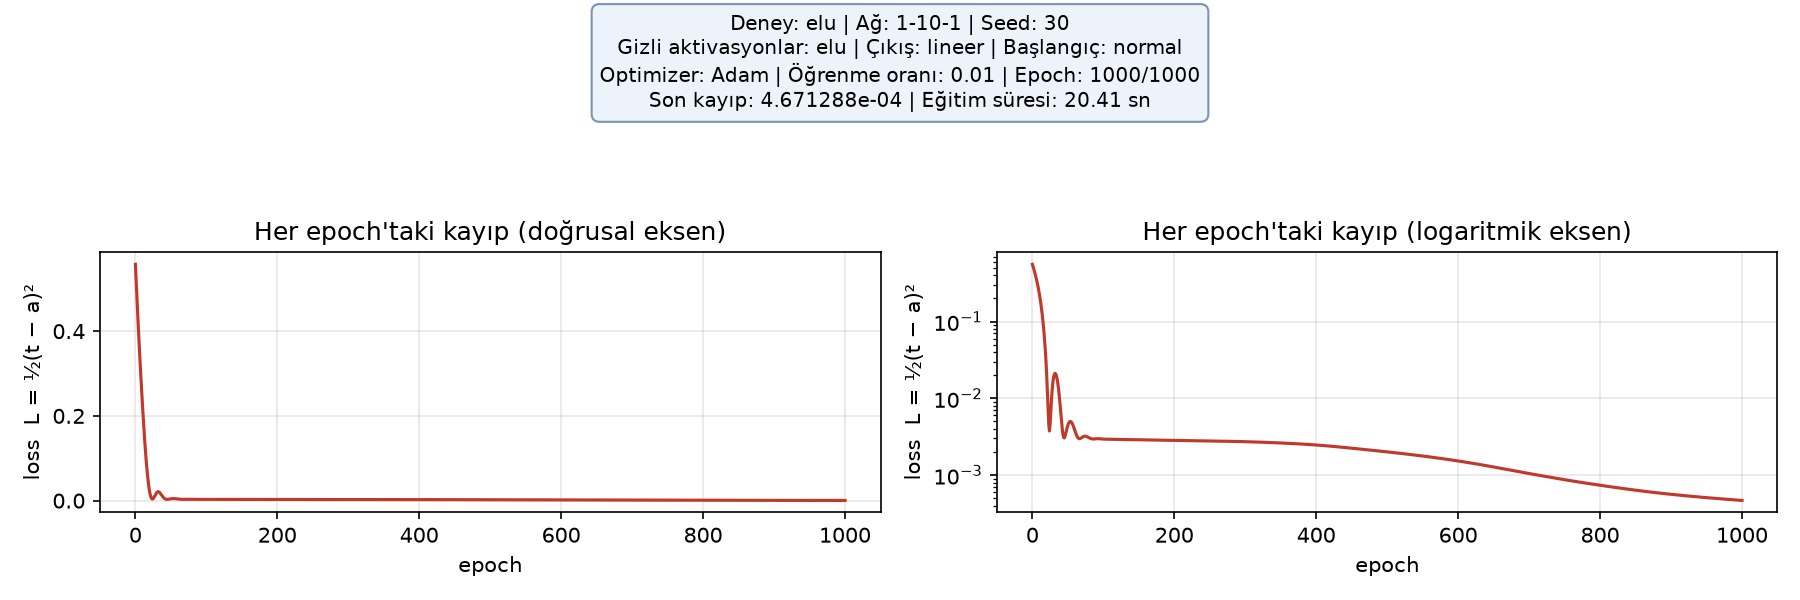 Deney: elu | Ağ: 1-10-1 | Seed: 30
Gizli aktivasyonlar: elu | Çıkış: lineer | Başlangıç: normal
Optimizer: Adam | Öğrenme oranı: 0.01 | Epoch: 1000/1000
Son kayıp: 4.671288e-04 | Eğitim süresi: 20.41 sn
Her epoch'taki kayıp (doğrusal eksen)
loss L = ½(t − a)²
0.4
0.2
0.0
0 200 400 600 800 1000
epoch
Her epoch'taki kayıp (logaritmik eksen)
loss L = ½(t − a)²
10⁻¹
10⁻²
10⁻³
0 200 400 600 800 1000
epoch